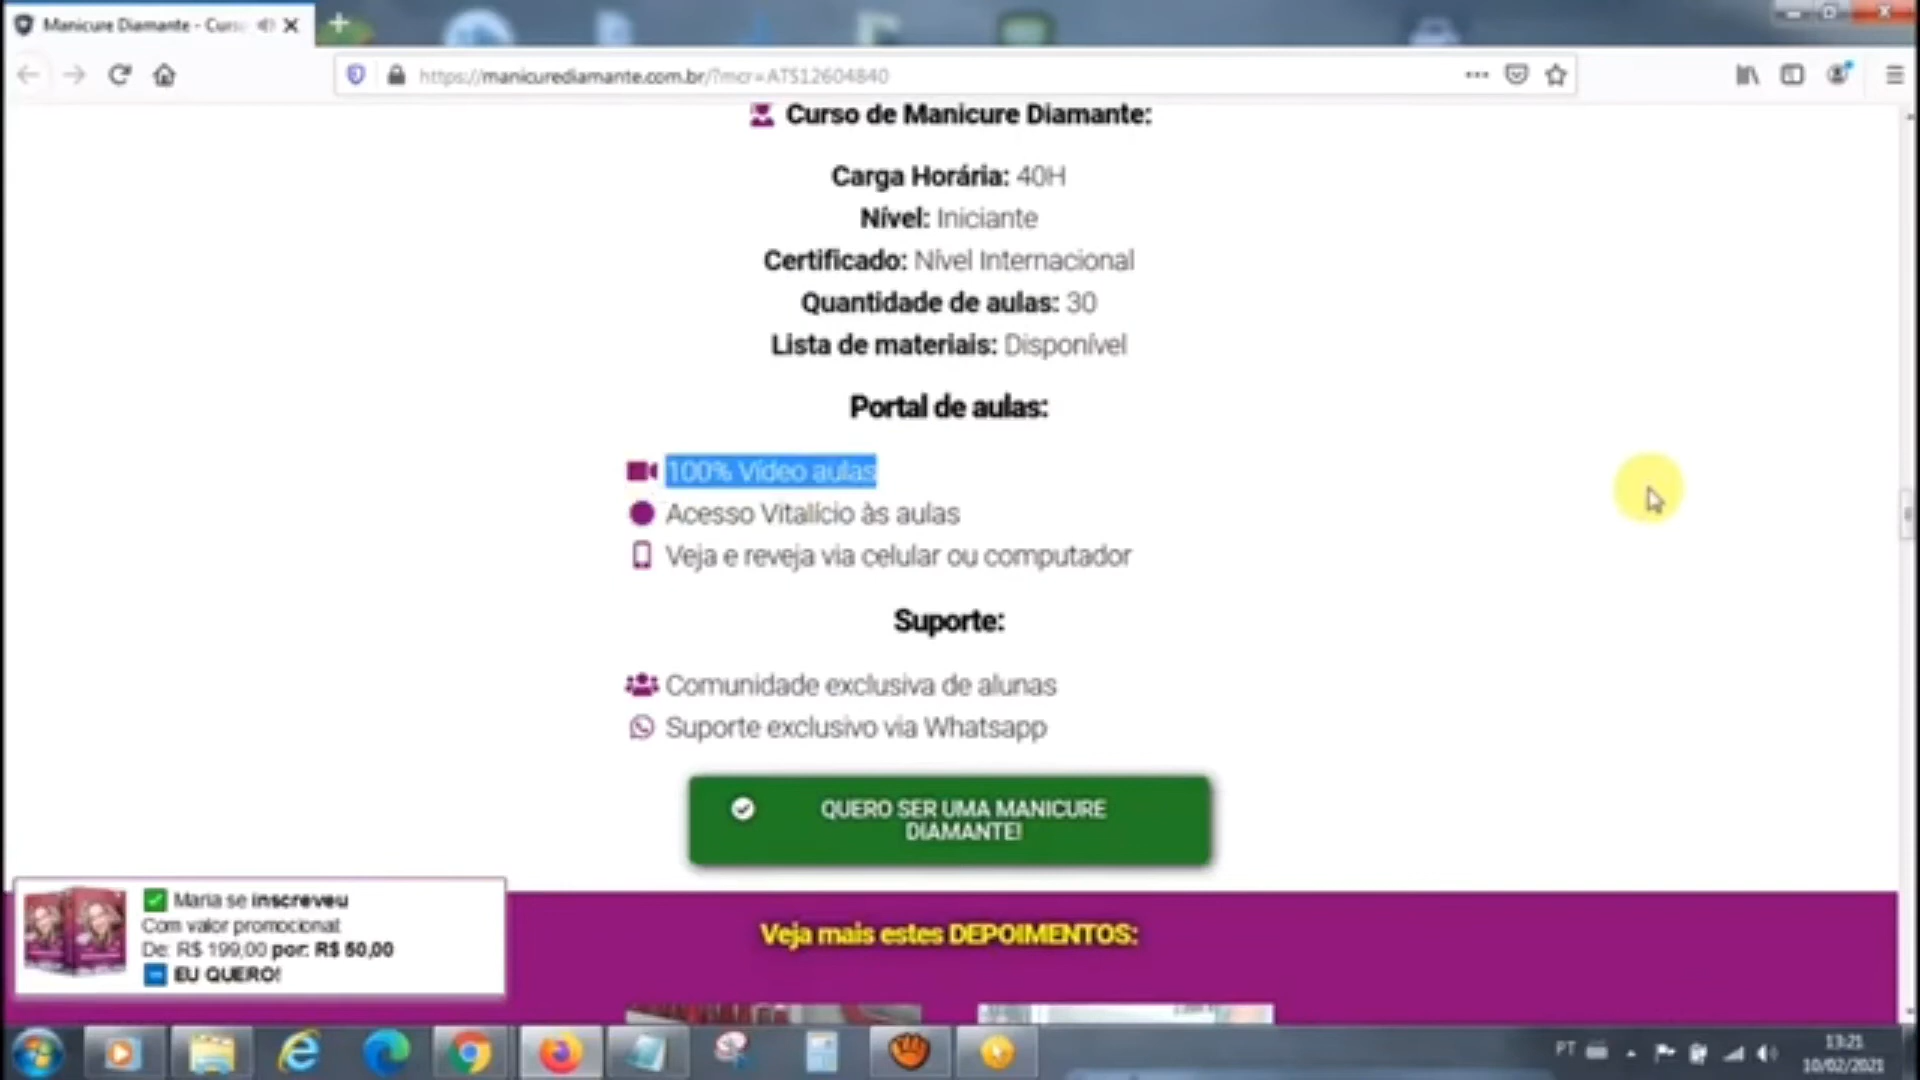 Manicure Diamante - Curs
https://manicurediamante.com.br/?mcr=ATS12604840
Curso de Manicure Diamante:
Carga Horária: 40H
Nível: Iniciante
Certificado: Nível Internacional
Quantidade de aulas: 30
Lista de materiais: Disponível
Portal de aulas:
100% Vídeo aulas
Acesso Vitalício às aulas
Veja e reveja via celular ou computador
Suporte:
Comunidade exclusiva de alunas
Suporte exclusivo via Whatsapp
QUERO SER UMA MANICURE
DIAMANTE!
Maria se inscreveu
Com valor promocional:
De: R$ 199,00 por: R$ 50,00
EU QUERO!
Veja mais estes DEPOIMENTOS:
PT
13:21
10/02/2021